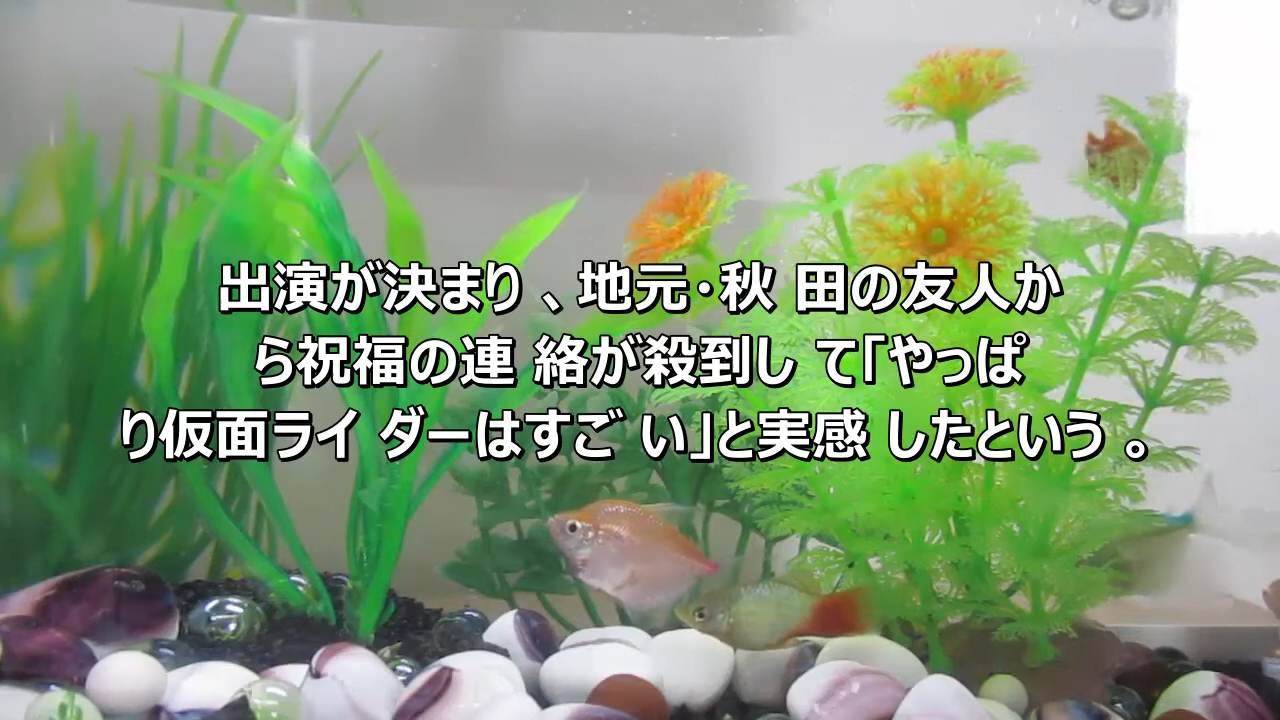 出演が決まり 、地元・秋 田の友人か
ら祝福の連 絡が殺到し て「やっぱ
り仮面ライ ダーはすご い」と実感 したという 。